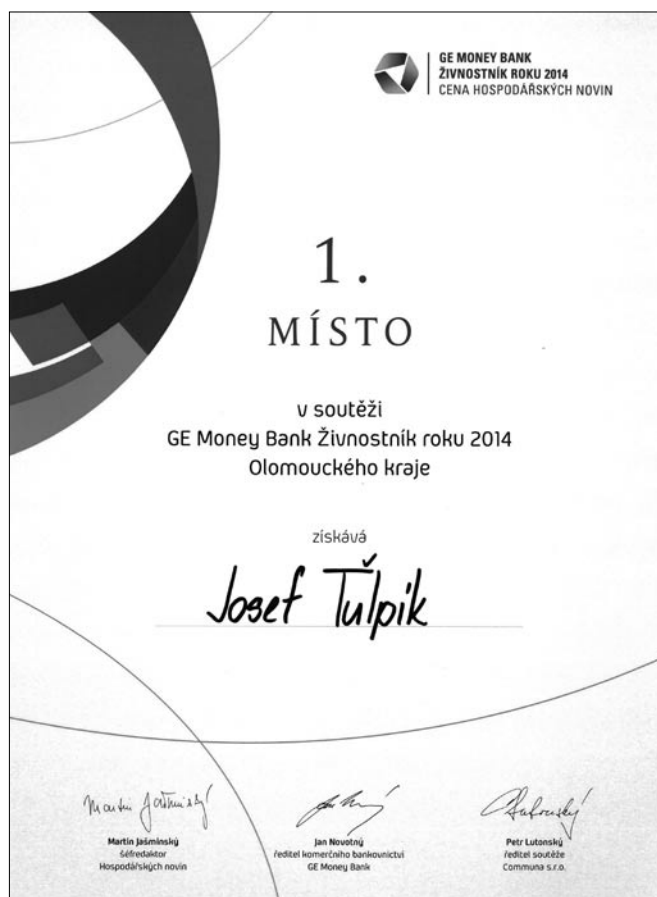 GE MONEY BANK
ŽIVNOSTNÍK ROKU 2014
CENA HOSPODÁŘSKÝCH NOVIN
1.
MÍSTO
v soutěži
GE Money Bank Živnostník roku 2014
Olomouckého kraje
získává
Josef Ťulpík
Martin Jašminský
šéfredaktor
Hospodářských novin
Jan Novotný
ředitel komerčního bankovnictví
GE Money Bank
Petr Lutonský
ředitel soutěže
Communa s.r.o.